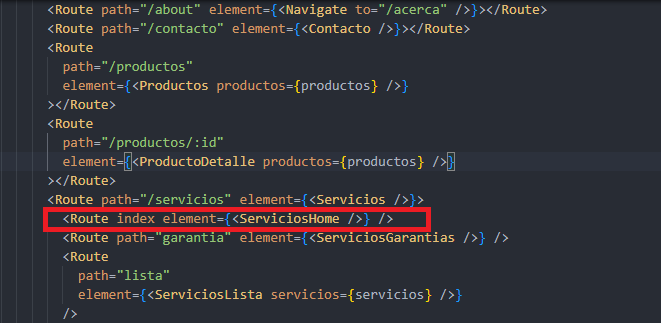 <Route path="/about" element={<Navigate to="/acerca" />}></Route>
<Route path="/contacto" element={<Contacto />}></Route>
<Route
path="/productos"
element={<Productos productos={productos} />}
></Route>
<Route
path="/productos/:id"
element={<ProductoDetalle productos={productos} />}
></Route>
<Route path="/servicios" element={<Servicios />}>
<Route index element={<ServiciosHome />} />
<Route path="garantia" element={<ServiciosGarantias />} />
<Route
path="lista"
element={<ServiciosLista servicios={servicios} />}
/>